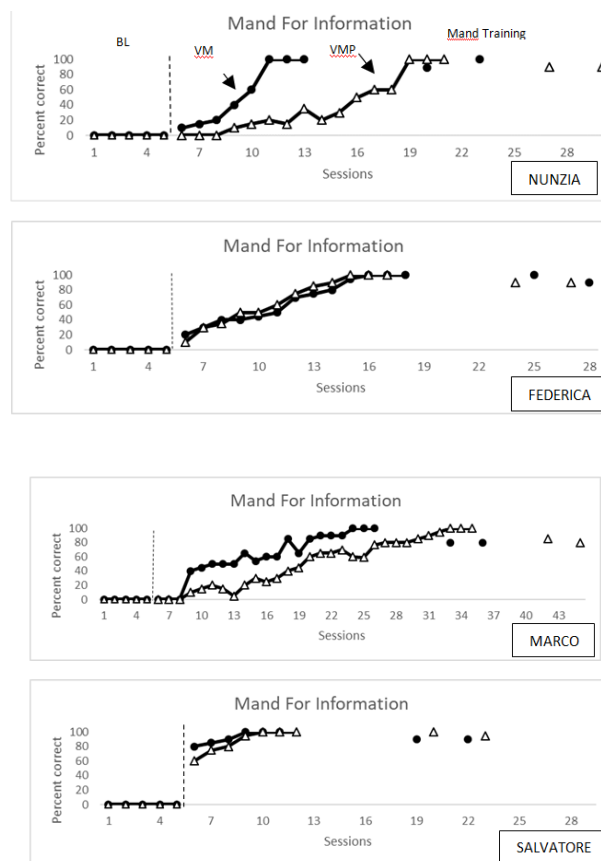 Mand For Information
BL
VM
VMP
Mand Training
Percent correct
100
80
60
40
20
0
1 4 7 10 13 16 19 22 25 28
Sessions
NUNZIA
Mand For Information
Percent correct
100
80
60
40
20
0
1 4 7 10 13 16 19 22 25 28
Sessions
FEDERICA
Mand For Information
Percent correct
100
80
60
40
20
0
1 4 7 10 13 16 19 22 25 28 31 34 37 40 43
Sessions
MARCO
Mand For Information
Percent correct
100
80
60
40
20
0
1 4 7 10 13 16 19 22 25 28
Sessions
SALVATORE